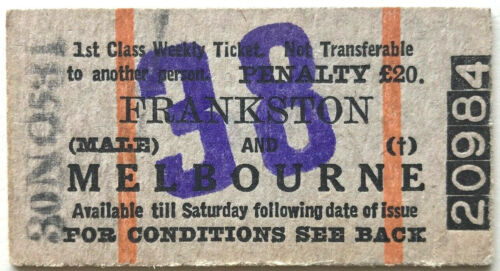 1st Class Weekly Ticket. Not Transferable
to another person. PENALTY £20.
FRANKSTON
(MALE) AND (†)
MELBOURNE
Available till Saturday following date of issue
FOR CONDITIONS SEE BACK
38
20984